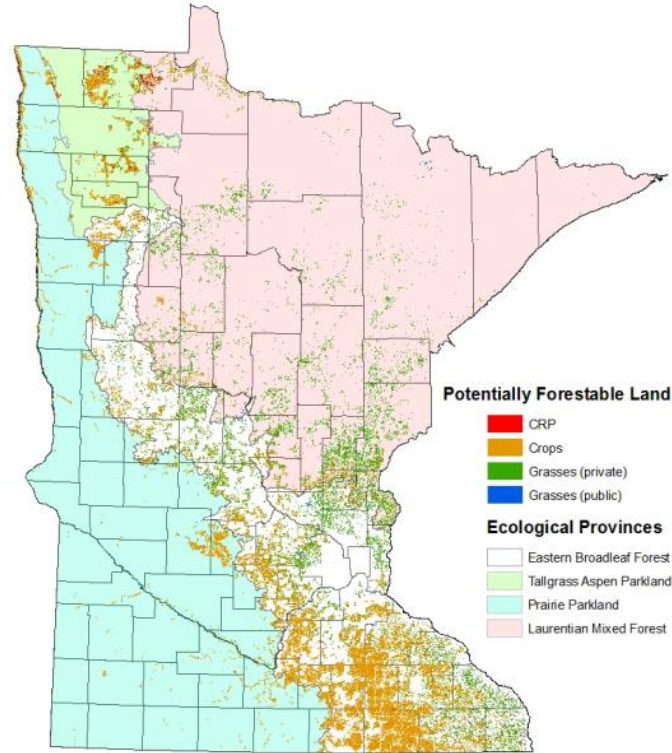 Potentially Forestable Land
CRP
Crops
Grasses (private)
Grasses (public)
Ecological Provinces
Eastern Broadleaf Forest
Tallgrass Aspen Parkland
Prairie Parkland
Laurentian Mixed Forest